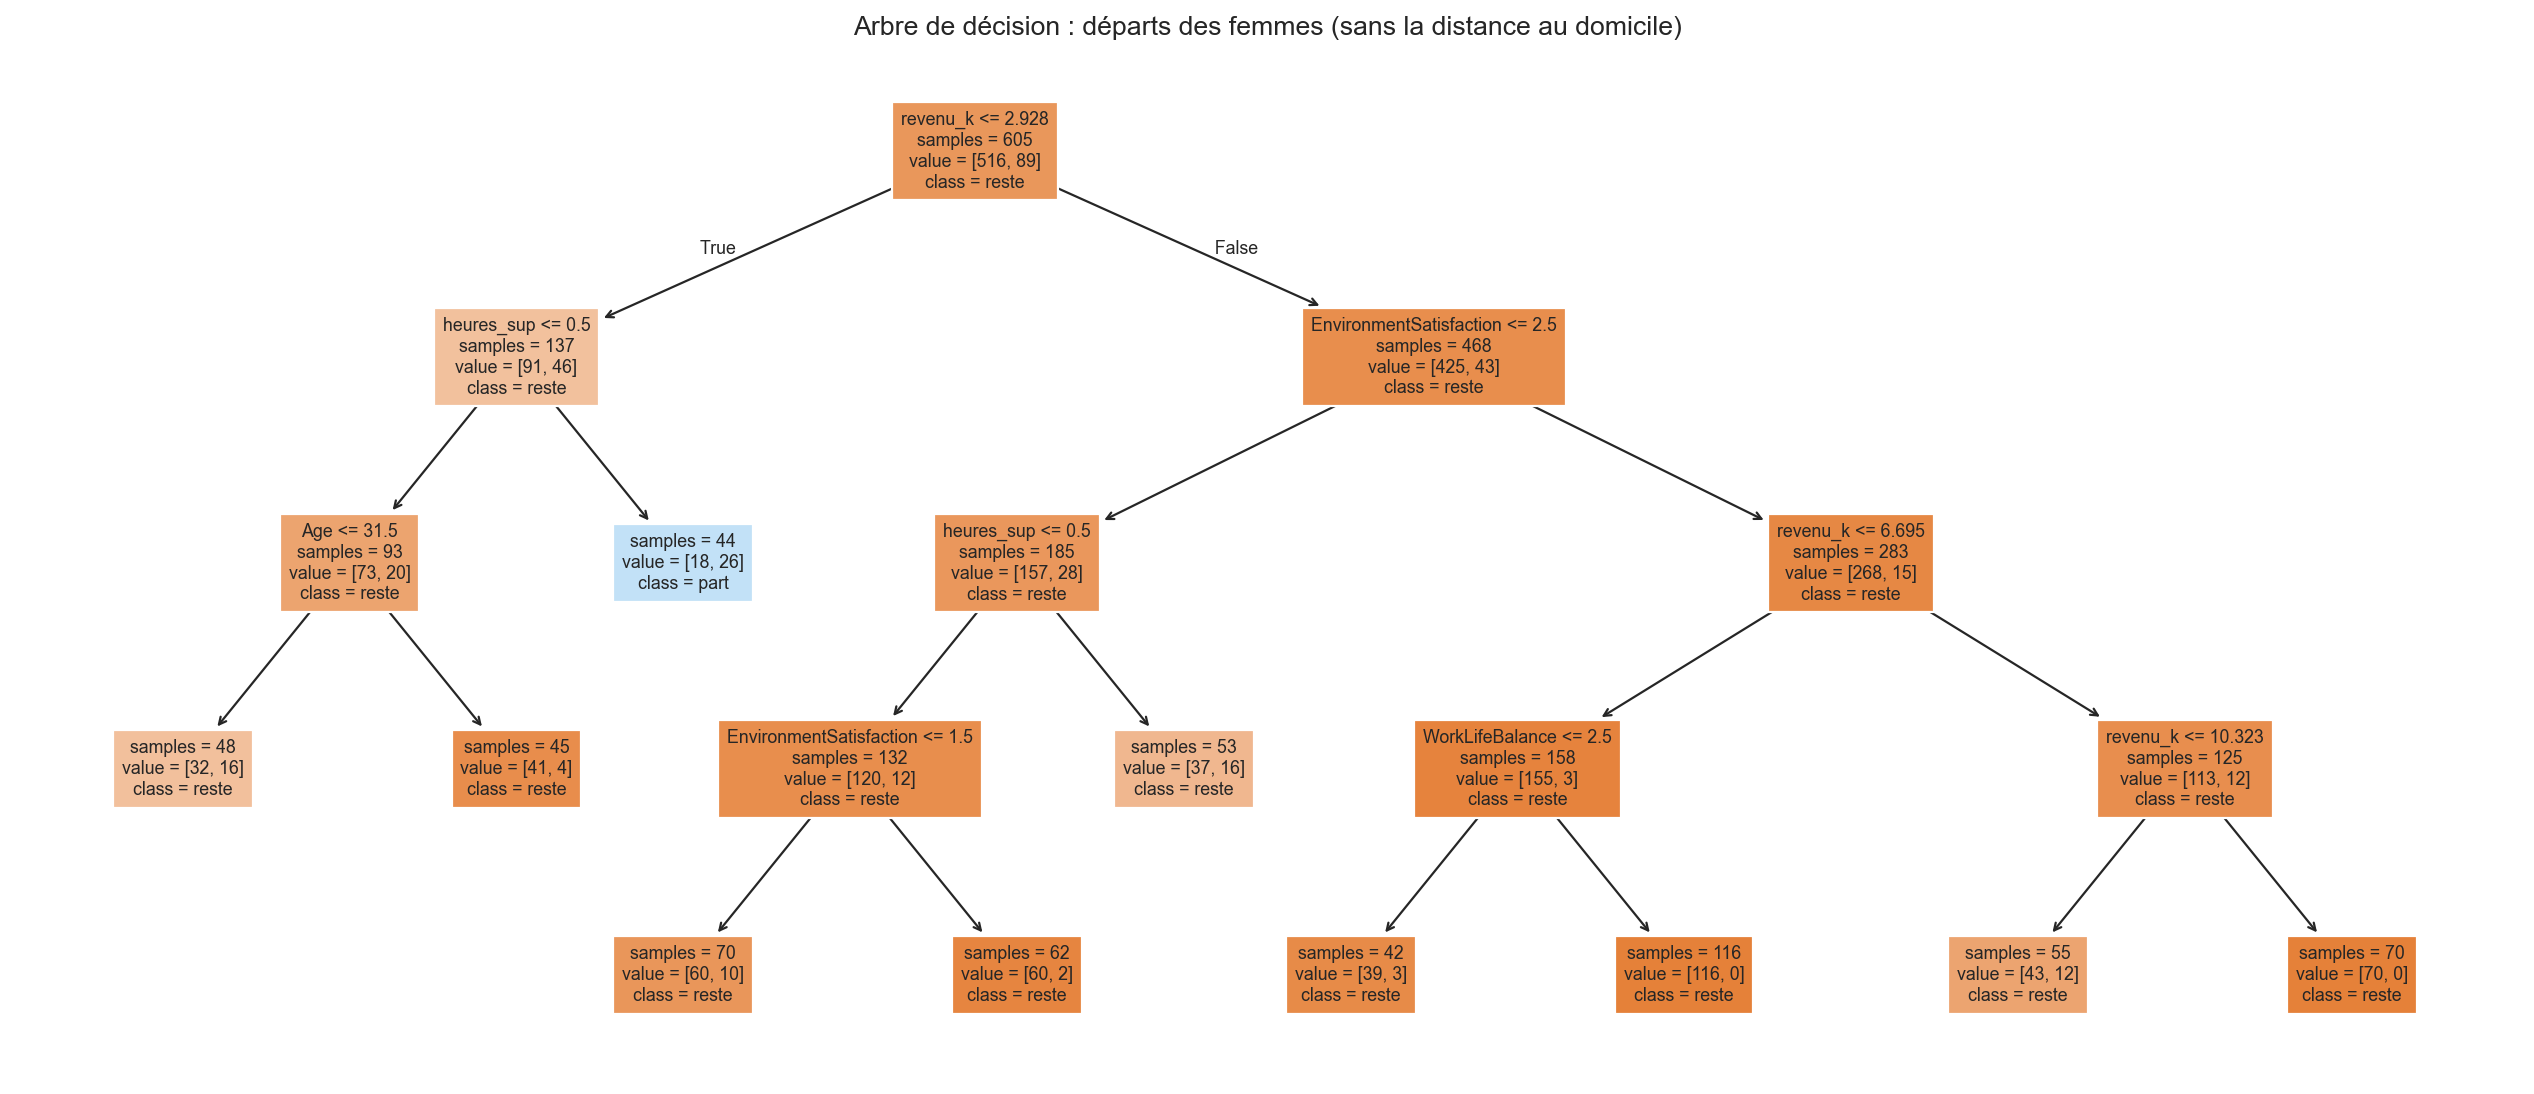 Arbre de décision : départs des femmes (sans la distance au domicile)
revenu_k <= 2.928
samples = 605
value = [516, 89]
class = reste
True
False
heures_sup <= 0.5
samples = 137
value = [91, 46]
class = reste
EnvironmentSatisfaction <= 2.5
samples = 468
value = [425, 43]
class = reste
Age <= 31.5
samples = 93
value = [73, 20]
class = reste
samples = 44
value = [18, 26]
class = part
heures_sup <= 0.5
samples = 185
value = [157, 28]
class = reste
revenu_k <= 6.695
samples = 283
value = [268, 15]
class = reste
samples = 48
value = [32, 16]
class = reste
samples = 45
value = [41, 4]
class = reste
EnvironmentSatisfaction <= 1.5
samples = 132
value = [120, 12]
class = reste
samples = 53
value = [37, 16]
class = reste
WorkLifeBalance <= 2.5
samples = 158
value = [155, 3]
class = reste
revenu_k <= 10.323
samples = 125
value = [113, 12]
class = reste
samples = 70
value = [60, 10]
class = reste
samples = 62
value = [60, 2]
class = reste
samples = 42
value = [39, 3]
class = reste
samples = 116
value = [116, 0]
class = reste
samples = 55
value = [43, 12]
class = reste
samples = 70
value = [70, 0]
class = reste